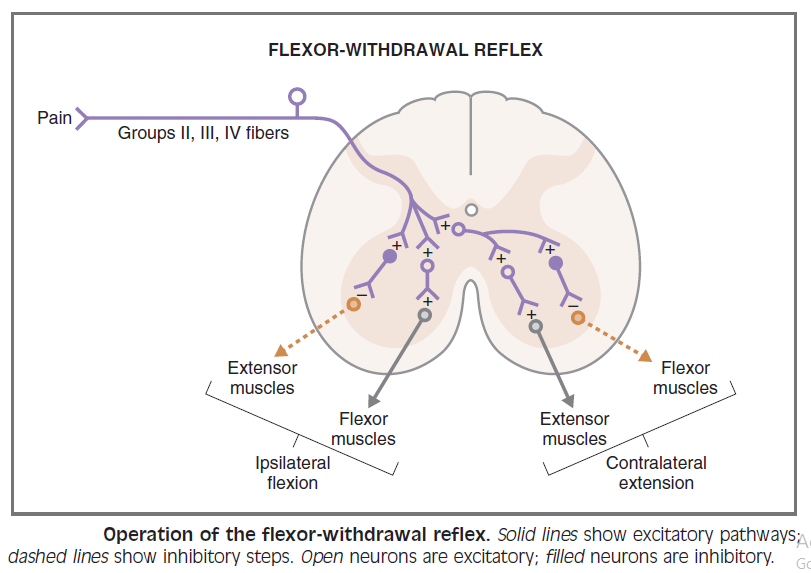 FLEXOR-WITHDRAWAL REFLEX
Pain
Groups II, III, IV fibers
+
+
+
+
+
+
+
–
–
Extensor
muscles
Flexor
muscles
Flexor
muscles
Extensor
muscles
Ipsilateral
flexion
Contralateral
extension
Operation of the flexor-withdrawal reflex. Solid lines show excitatory pathways;
dashed lines show inhibitory steps. Open neurons are excitatory; filled neurons are inhibitory.